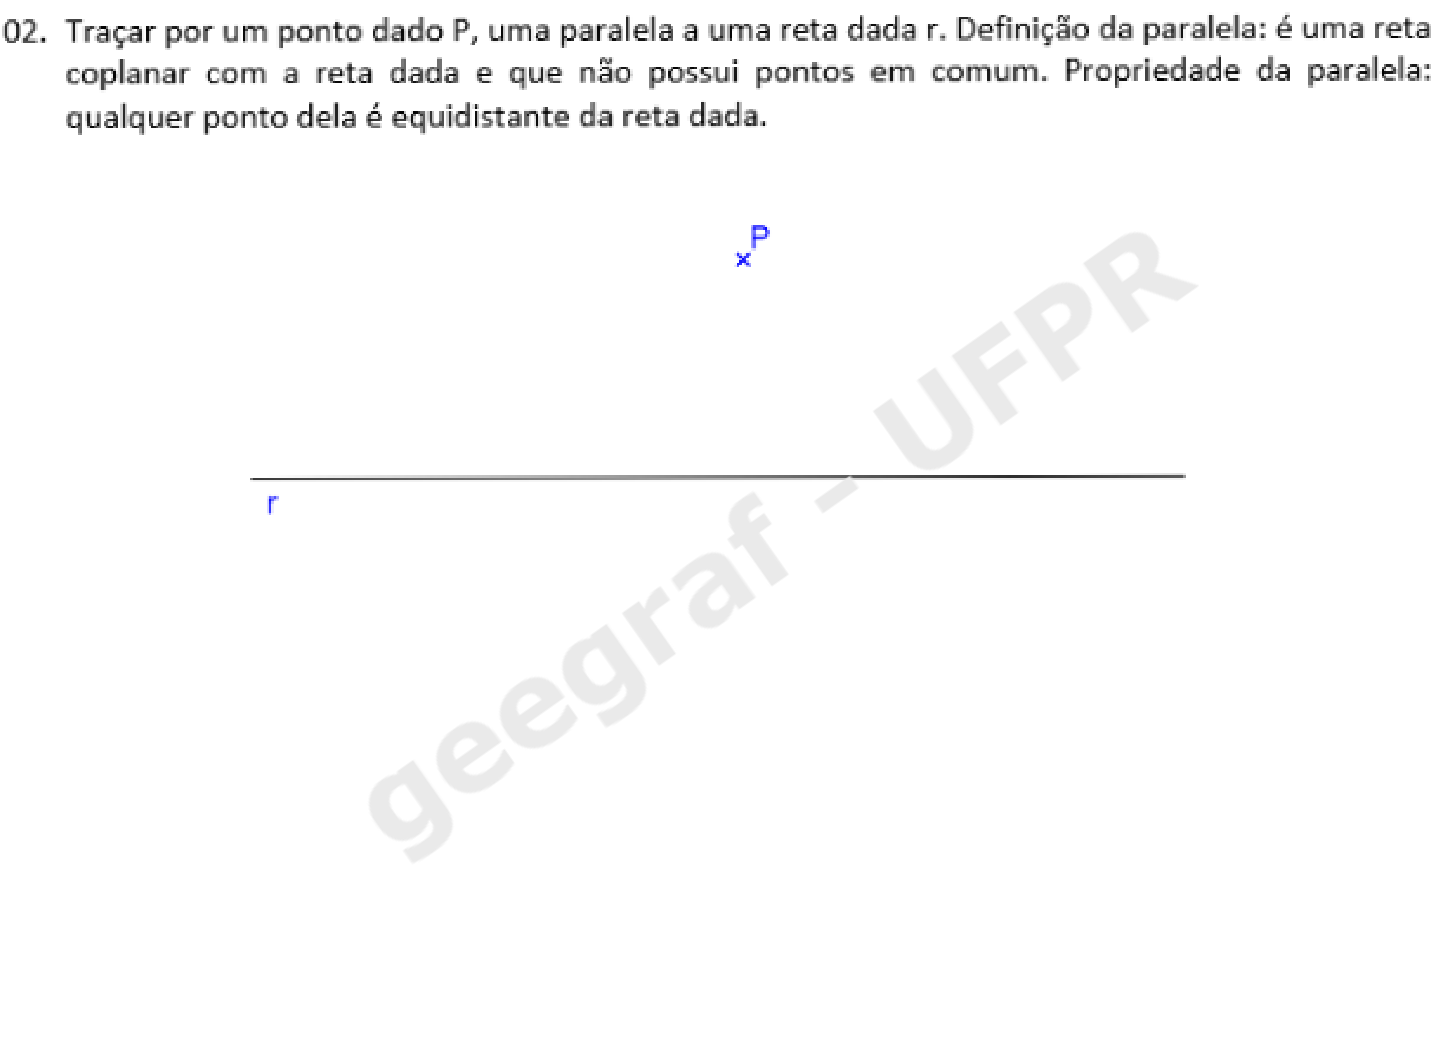 02. Traçar por um ponto dado P, uma paralela a uma reta dada r. Definição da paralela: é uma reta
coplanar com a reta dada e que não possui pontos em comum. Propriedade da paralela:
qualquer ponto dela é equidistante da reta dada.
P
r
geegraf - UFPR